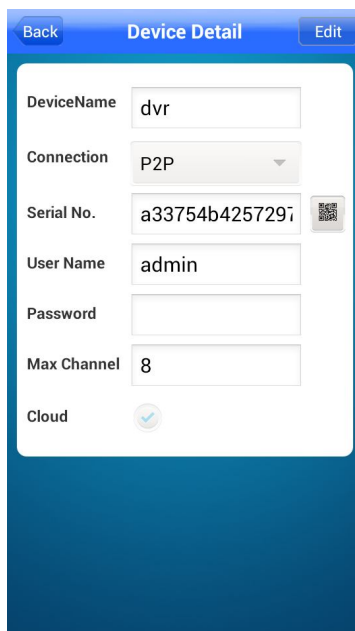 Back Device Detail Edit
DeviceName dvr
Connection P2P
Serial No. a33754b4257297
User Name admin
Password
Max Channel 8
Cloud